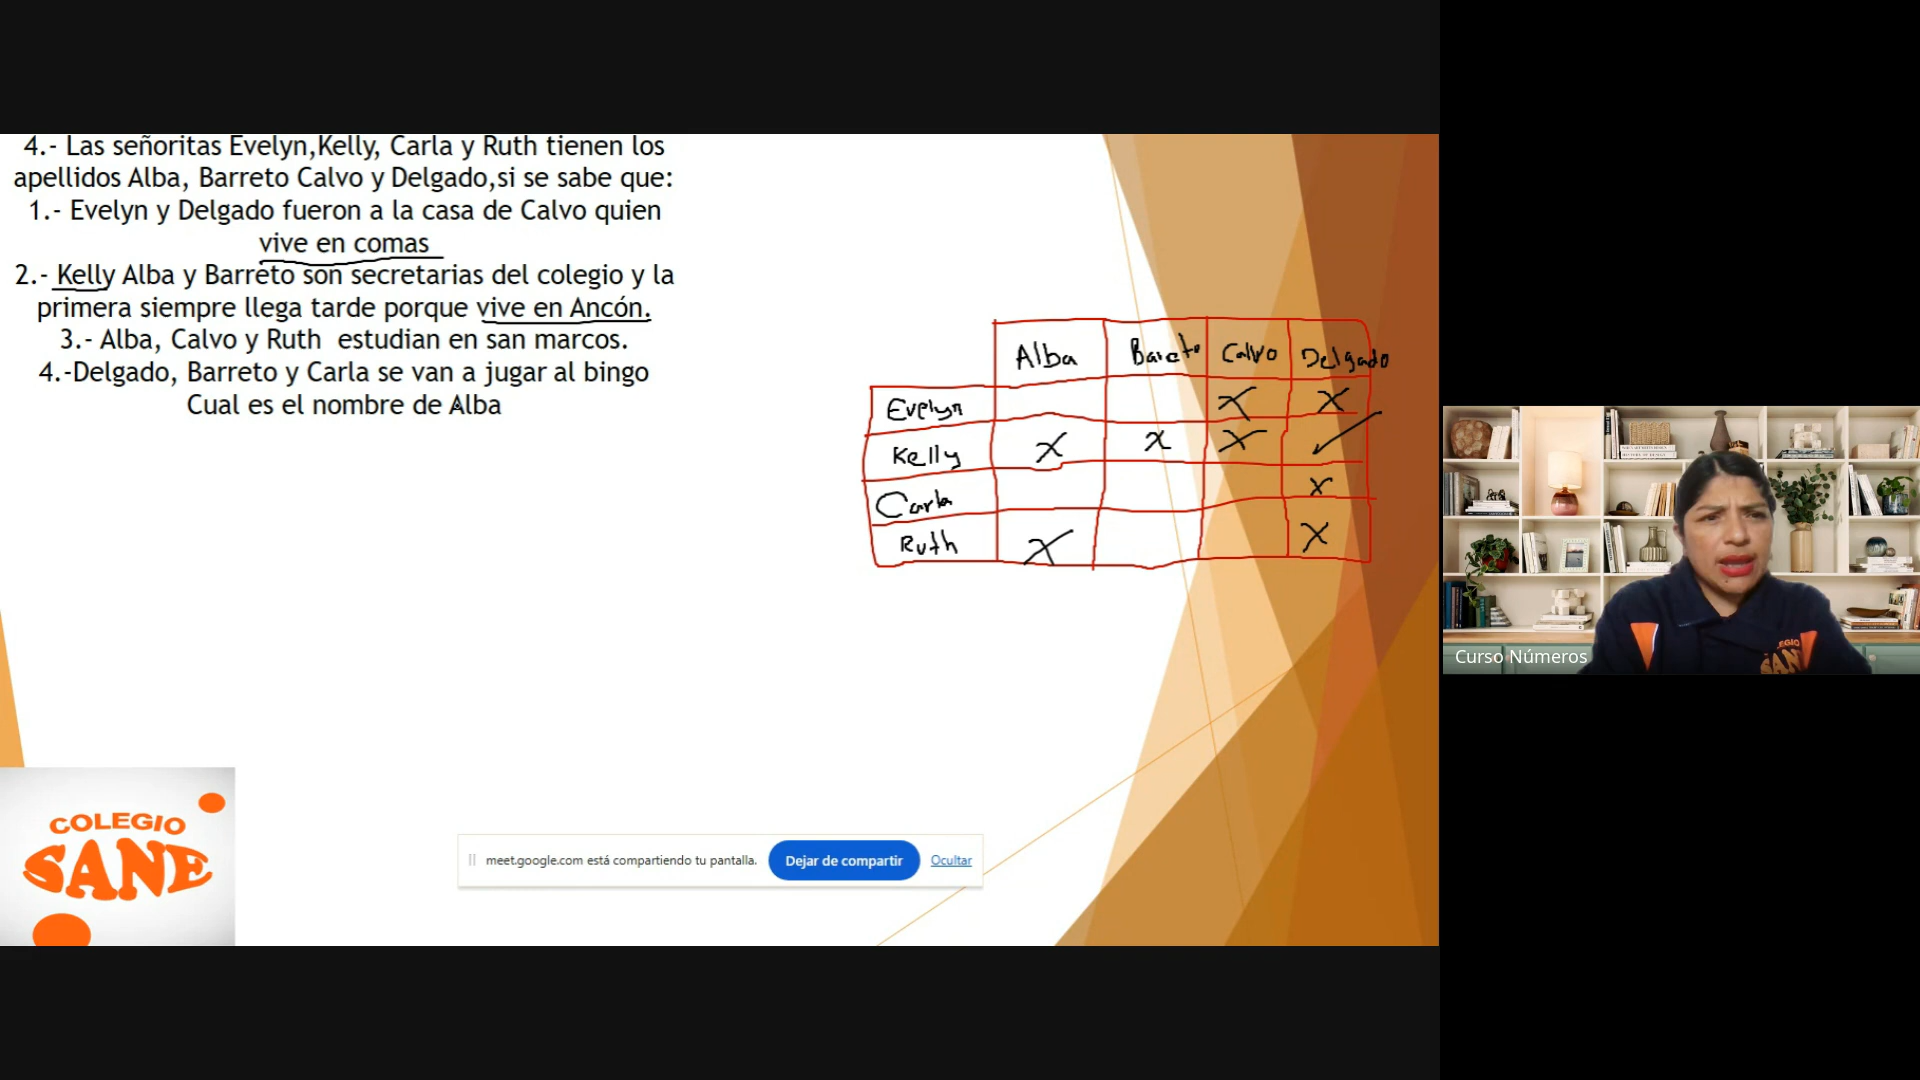 4.- Las señoritas Evelyn,Kelly, Carla y Ruth tienen los
apellidos Alba, Barreto Calvo y Delgado,si se sabe que:
1.- Evelyn y Delgado fueron a la casa de Calvo quien
vive en comas
2.- Kelly Alba y Barreto son secretarias del colegio y la
primera siempre llega tarde porque vive en Ancón.
3.- Alba, Calvo y Ruth estudian en san marcos.
4.-Delgado, Barreto y Carla se van a jugar al bingo
Cual es el nombre de Alba
Alba Bareto Calvo Delgado
Evelyn X X
Kelly X X X ✓
Carla X
Ruth X X
COLEGIO
SANE
meet.google.com está compartiendo tu pantalla. Dejar de compartir Ocultar
Curso Números